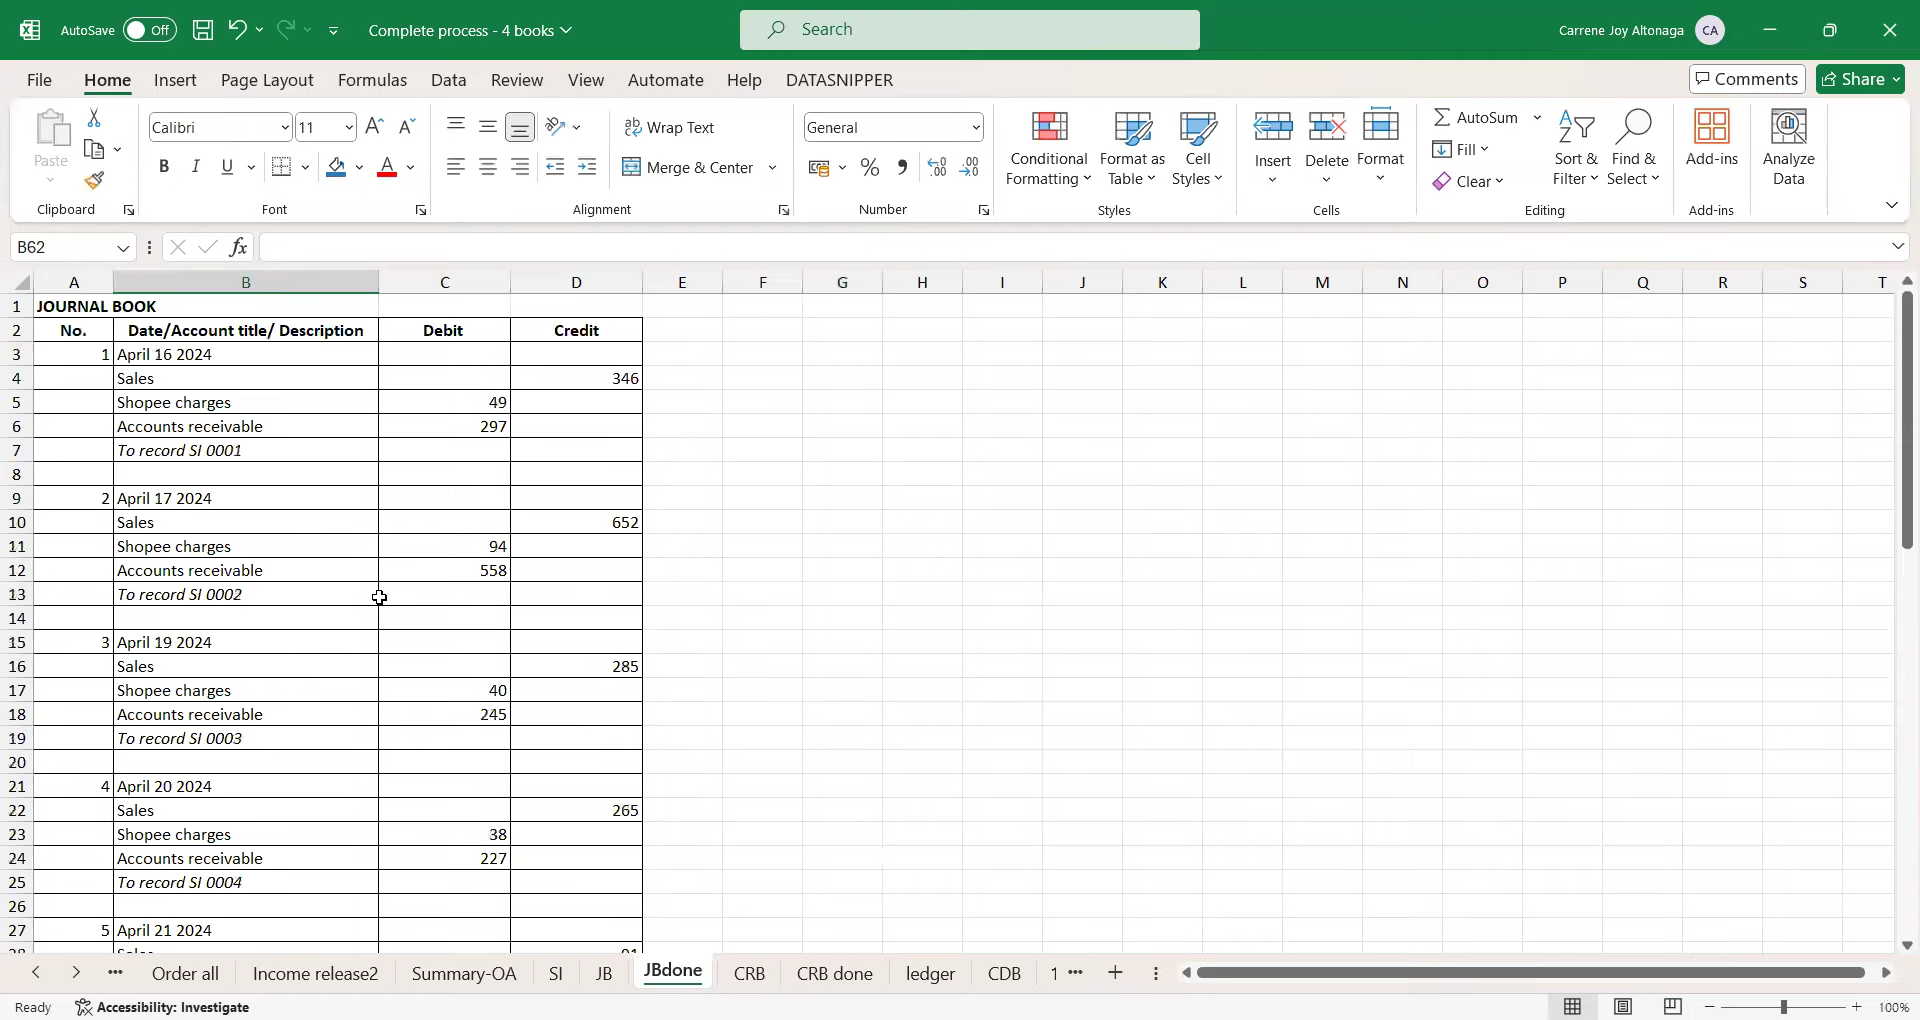 AutoSave Off Complete process - 4 books Search Carrene Joy Altonaga CA
File Home Insert Page Layout Formulas Data Review View Automate Help DATASNIPPER Comments Share
Paste Calibri 11 Wrap Text General Conditional Formatting Format as Table Cell Styles Insert Delete Format AutoSum Sort & Filter Find & Select Add-ins Analyze Data
B I U A Merge & Center % Fill
Clear
Clipboard Font Alignment Number Styles Cells Editing Add-ins
B62 fx
A B C D E F G H I J K L M N O P Q R S T
1 JOURNAL BOOK
2 No. Date/Account title/ Description Debit Credit
3 1 April 16 2024
4 Sales 346
5 Shopee charges 49
6 Accounts receivable 297
7 To record SI 0001
8
9 2 April 17 2024
10 Sales 652
11 Shopee charges 94
12 Accounts receivable 558
13 To record SI 0002
14
15 3 April 19 2024
16 Sales 285
17 Shopee charges 40
18 Accounts receivable 245
19 To record SI 0003
20
21 4 April 20 2024
22 Sales 265
23 Shopee charges 38
24 Accounts receivable 227
25 To record SI 0004
26
27 5 April 21 2024
Order all Income release2 Summary-OA SI JB JBdone CRB CRB done ledger CDB 1
Ready Accessibility: Investigate 100%